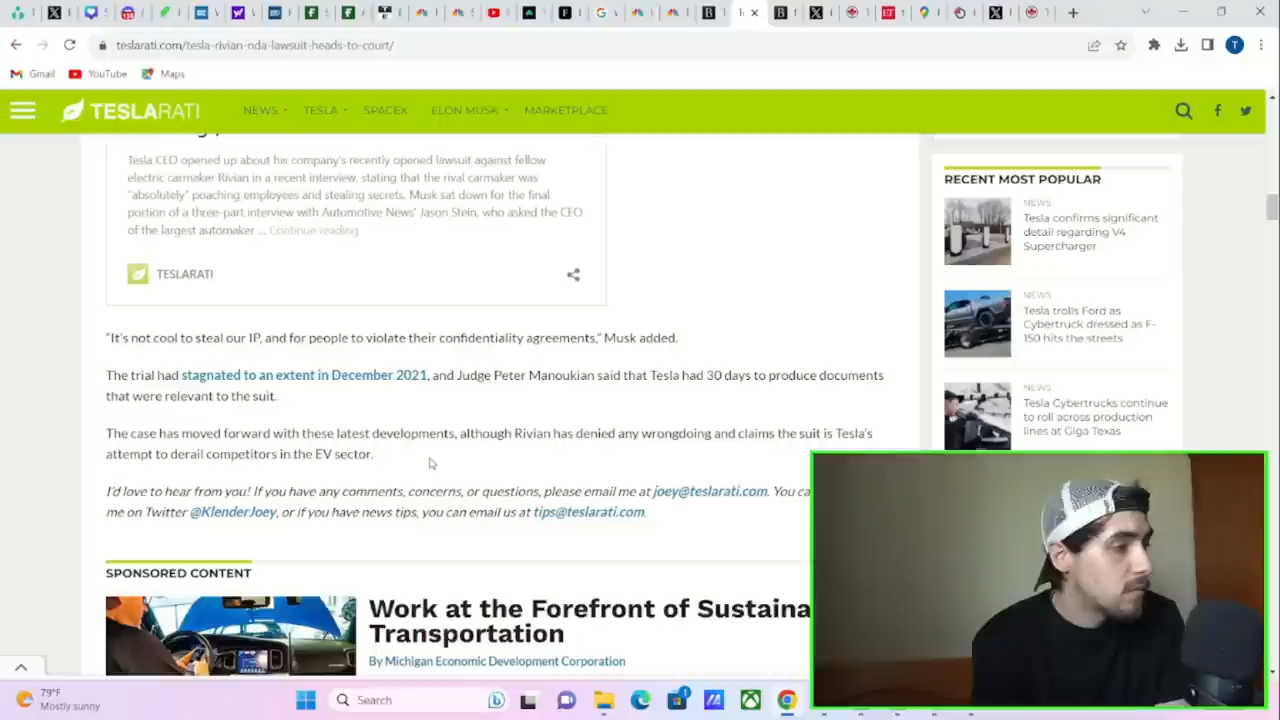 teslarati.com/tesla-rivian-nda-lawsuit-heads-to-court/
Gmail
YouTube
Maps
TESLARATI
NEWS
TESLA
SPACEX
ELON MUSK
MARKETPLACE
Tesla CEO opened up about his company's recently opened lawsuit against fellow
electric carmaker Rivian in a recent interview, stating that the rival carmaker was
"absolutely" poaching employees and stealing secrets. Musk sat down for the final
portion of a three-part interview with Automotive News' Jason Stein, who asked the CEO
of the largest automaker ... Continue reading
TESLARATI
"It's not cool to steal our IP, and for people to violate their confidentiality agreements," Musk added.
The trial had stagnated to an extent in December 2021, and Judge Peter Manoukian said that Tesla had 30 days to produce documents
that were relevant to the suit.
The case has moved forward with these latest developments, although Rivian has denied any wrongdoing and claims the suit is Tesla's
attempt to derail competitors in the EV sector.
I'd love to hear from you! If you have any comments, concerns, or questions, please email me at joey@teslarati.com. You
me on Twitter @KlenderJoey, or if you have news tips, you can email us at tips@teslarati.com.
SPONSORED CONTENT
Work at the Forefront of
Transportation
By Michigan Economic Development Corporation
RECENT MOST POPULAR
NEWS
Tesla confirms significant
detail regarding V4
Supercharger
NEWS
Tesla trolls Ford as
Cybertruck dressed as F-
150 hits the streets
NEWS
Tesla Cybertrucks continue
to roll across production
lines at Giga Texas
79°F
Mostly sunny
Search